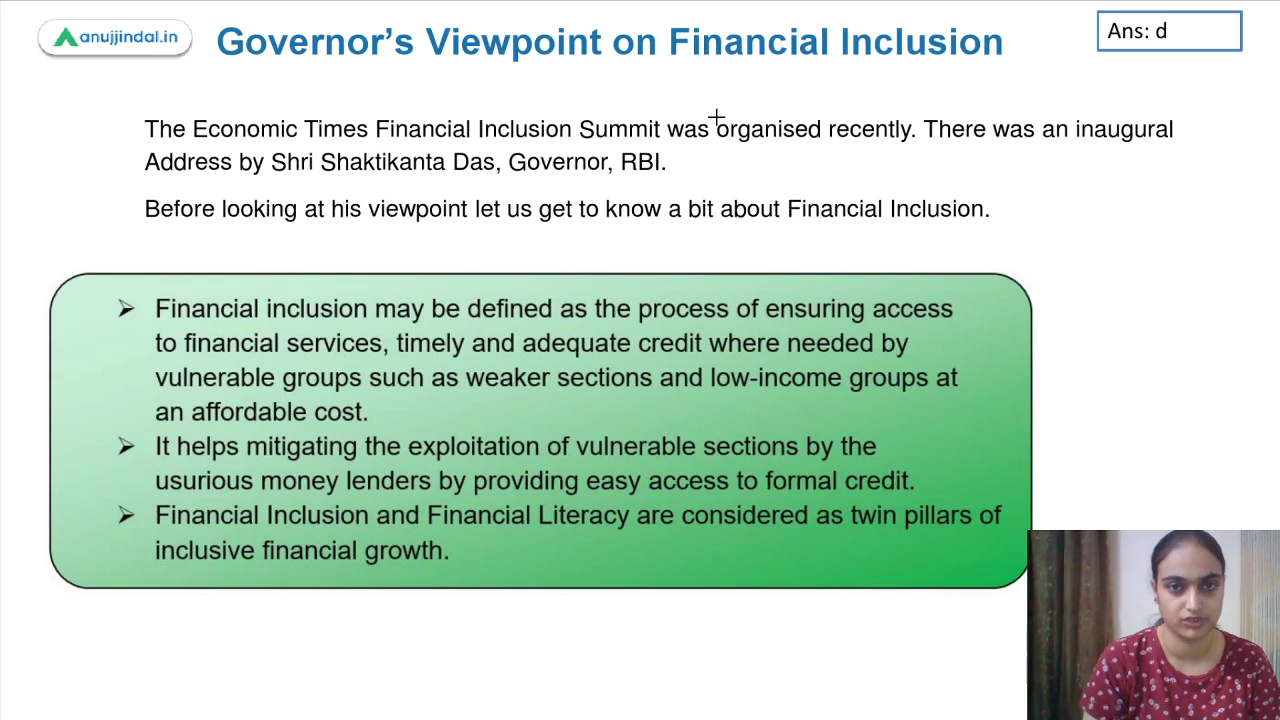 anujjindal.in
Governor’s Viewpoint on Financial Inclusion
Ans: d
The Economic Times Financial Inclusion Summit was organised recently. There was an inaugural
Address by Shri Shaktikanta Das, Governor, RBI.
Before looking at his viewpoint let us get to know a bit about Financial Inclusion.
➢ Financial inclusion may be defined as the process of ensuring access
to financial services, timely and adequate credit where needed by
vulnerable groups such as weaker sections and low-income groups at
an affordable cost.
➢ It helps mitigating the exploitation of vulnerable sections by the
usurious money lenders by providing easy access to formal credit.
➢ Financial Inclusion and Financial Literacy are considered as twin pillars of
inclusive financial growth.